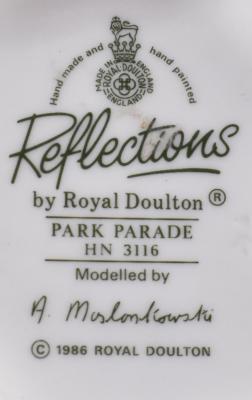 Hand made and hand painted
MADE IN ENGLAND
ROYAL DOULTON
ENGLAND
Reflections
by Royal Doulton ®
PARK PARADE
HN 3116
Modelled by
A. Maslankowski
© 1986 ROYAL DOULTON